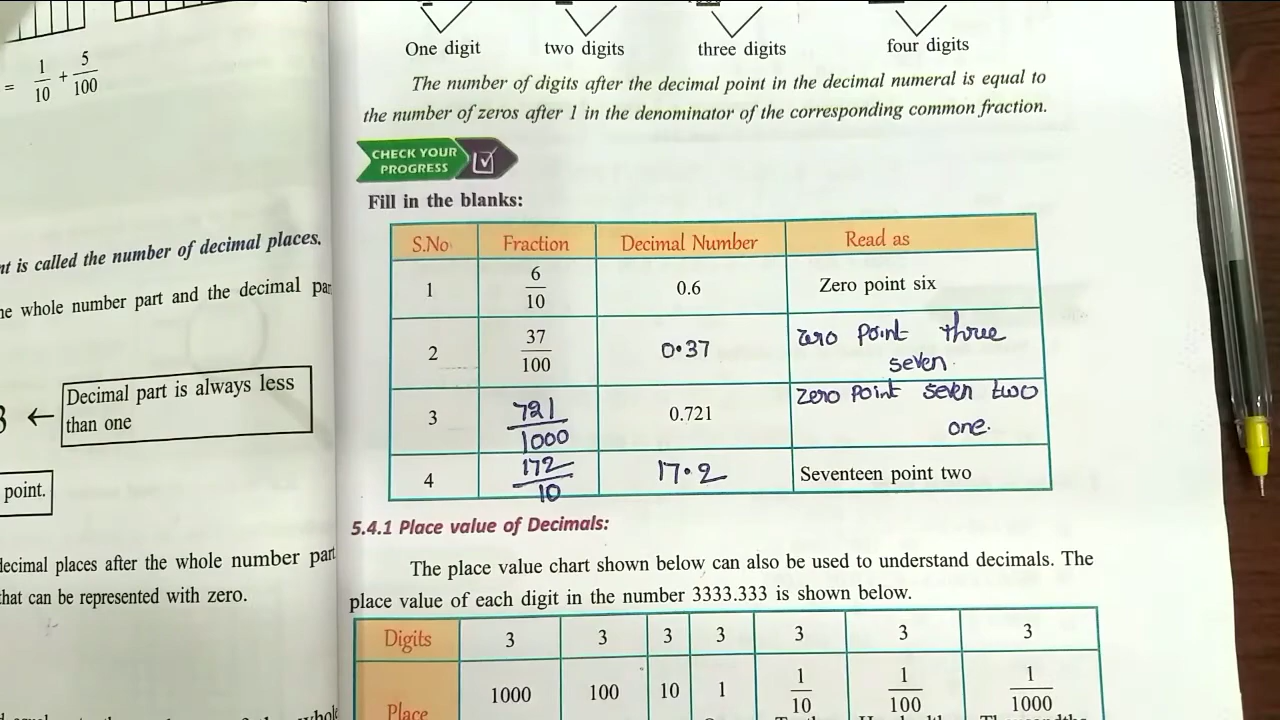 = 1/10 + 5/100
nt is called the number of decimal places.
he whole number part and the decimal par
3 ← Decimal part is always less
than one
point.
decimal places after the whole number part
that can be represented with zero.
whole
One digit two digits three digits four digits
The number of digits after the decimal point in the decimal numeral is equal to
the number of zeros after 1 in the denominator of the corresponding common fraction.
CHECK YOUR
PROGRESS
Fill in the blanks:
S.No Fraction Decimal Number Read as
1 6/10 0.6 Zero point six
2 37/100 0.37 zero point three
seven.
3 721/1000 0.721 zero point seven two
one.
4 172/10 17.2 Seventeen point two
5.4.1 Place value of Decimals:
The place value chart shown below can also be used to understand decimals. The
place value of each digit in the number 3333.333 is shown below.
Digits 3 3 3 3 3 3 3
Place 1000 100 10 1 1/10 1/100 1/1000